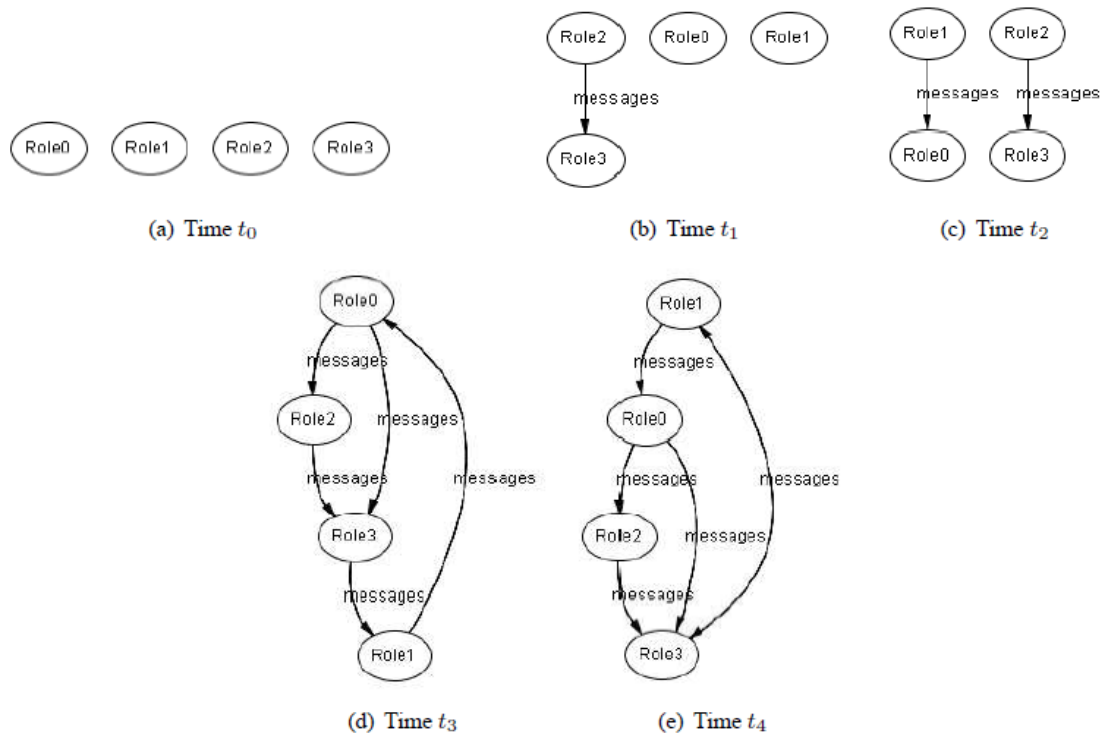 Role2 Role0 Role1
messages
Role3
Role1 Role2
messages messages
Role0 Role3
Role0 Role1 Role2 Role3
(a) Time t0
(b) Time t1
(c) Time t2
Role0
messages
Role2
messages
messages
messages
Role3
messages
Role1
(d) Time t3
Role1
messages
Role0
messages
messages
Role2
messages
messages
Role3
(e) Time t4